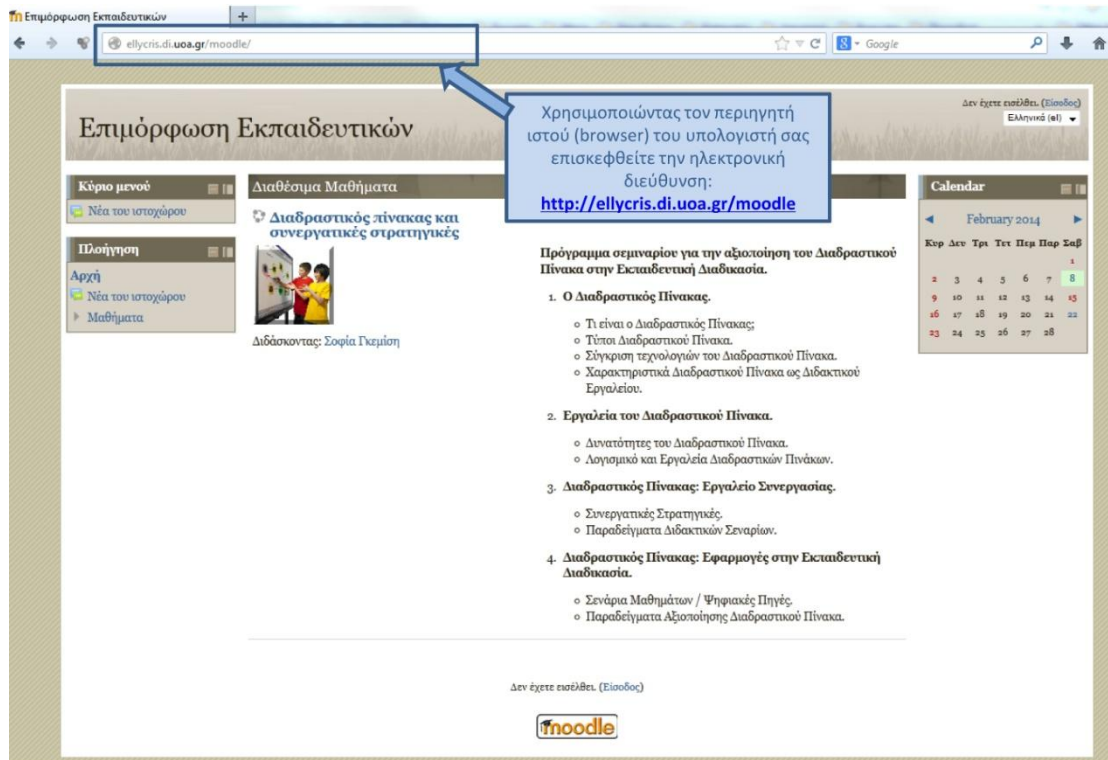 Επιμόρφωση Εκπαιδευτικών
+
ellycris.di.uoa.gr/moodle/
Google
Χρησιμοποιώντας τον περιηγητή
ιστού (browser) του υπολογιστή σας
επισκεφθείτε την ηλεκτρονική
διεύθυνση:
http://ellycris.di.uoa.gr/moodle
Δεν έχετε εισέλθει. (Είσοδος)
Ελληνικά (el)
Επιμόρφωση Εκπαιδευτικών
Κύριο μενού
Νέα του ιστοχώρου
Πλοήγηση
Αρχή
Νέα του ιστοχώρου
Μαθήματα
Διαθέσιμα Μαθήματα
Διαδραστικός πίνακας και
συνεργατικές στρατηγικές
Διδάσκοντας: Σοφία Γκεμίση
Πρόγραμμα σεμιναρίου για την αξιοποίηση του Διαδραστικού
Πίνακα στην Εκπαιδευτική Διαδικασία.
1. Ο Διαδραστικός Πίνακας.
Τι είναι ο Διαδραστικός Πίνακας;
Τύποι Διαδραστικού Πίνακα.
Σύγκριση τεχνολογιών του Διαδραστικού Πίνακα.
Χαρακτηριστικά Διαδραστικού Πίνακα ως Διδακτικού
Εργαλείου.
2. Εργαλεία του Διαδραστικού Πίνακα.
Δυνατότητες του Διαδραστικού Πίνακα.
Λογισμικό και Εργαλεία Διαδραστικών Πινάκων.
3. Διαδραστικός Πίνακας: Εργαλείο Συνεργασίας.
Συνεργατικές Στρατηγικές.
Παραδείγματα Διδακτικών Σεναρίων.
4. Διαδραστικός Πίνακας: Εφαρμογές στην Εκπαιδευτική
Διαδικασία.
Σενάρια Μαθημάτων / Ψηφιακές Πηγές.
Παραδείγματα Αξιοποίησης Διαδραστικού Πίνακα.
Calendar
February 2014
Κυρ Δευ Τρι Τετ Πεμ Παρ Σαβ
1
2 3 4 5 6 7 8
9 10 11 12 13 14 15
16 17 18 19 20 21 22
23 24 25 26 27 28
Δεν έχετε εισέλθει. (Είσοδος)
moodle